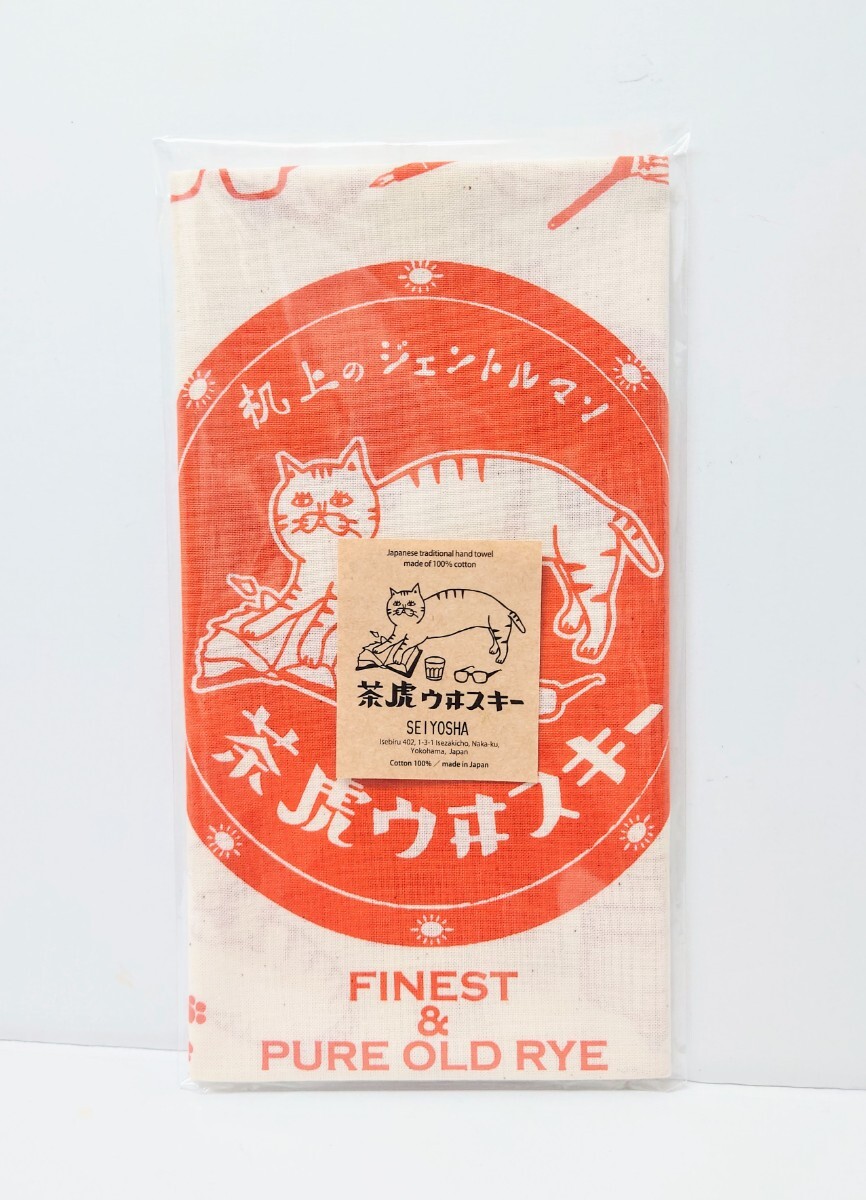 机上のジェントルマン
Japanese traditional hand towel
made of 100% cotton
茶虎ウヰスキー
SEIYOSHA
Isebiru 402, 1-3-1 Isezakicho, Naka-ku,
Yokohama, Japan
Cotton 100% / made in Japan
茶虎ウヰスキー
FINEST
&
PURE OLD RYE